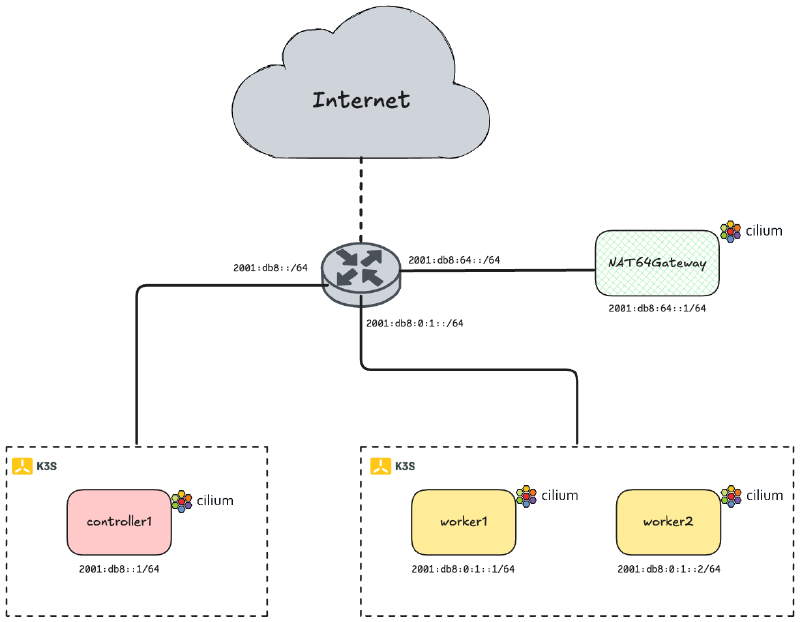 Internet
cilium
NAT64Gateway
2001:db8::/64
2001:db8:64::/64
2001:db8:64::1/64
2001:db8:0:1::/64
K3S
K3S
cilium
cilium
cilium
controller1
worker1
worker2
2001:db8::1/64
2001:db8:0:1::1/64
2001:db8:0:1::2/64